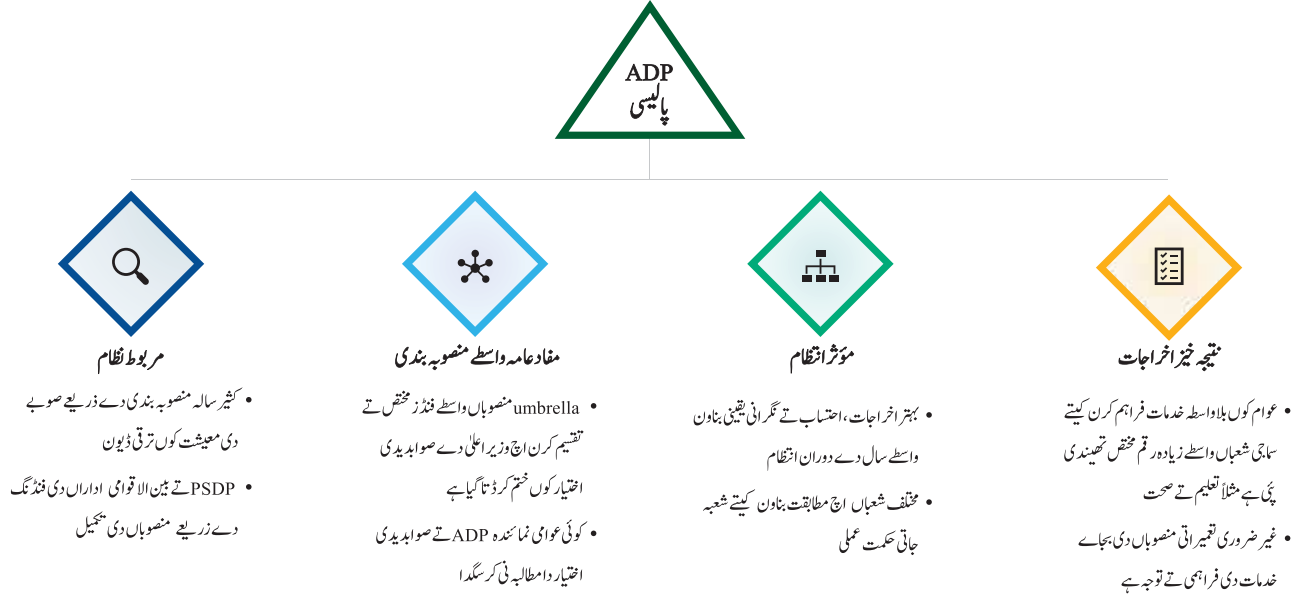 ADP
پالیسی
نتیجہ خیز اخراجات
• عوام کوں بلاواسطہ خدمات فراہم کرن کیتے
سماجی شعباں واسطے زیادہ رقم مختص تھیندی
پئی ہے مثلاً تعلیم تے صحت
• غیر ضروری تعمیراتی منصوباں دی بجائے
خدمات دی فراہمی تے توجہ ہے
مؤثر انتظام
• بہتر اخراجات، احتساب تے نگرانی یقینی بناون
واسطے سال دے دوران انتظام
• مختلف شعباں اچ مطابقت بناون کیتے شعبہ
جاتی حکمت عملی
مفاد عامہ واسطے منصوبہ بندی
• umbrella منصوباں واسطے فنڈز مختص تے
تقسیم کرن اچ وزیر اعلیٰ دے صوابدیدی
اختیار کوں ختم کر ڈتا گیا ہے
• کوئی عوامی نمائندہ ADP تے صوابدیدی
اختیار دا مطالبہ نی کر سگدا
مربوط نظام
• کثیر سالہ منصوبہ بندی دے ذریعے صوبے
دی معیشت کوں ترقی ڈیون
• PSDP تے بین الاقوامی اداراں دی فنڈنگ
دے زریعے منصوباں دی تکمیل